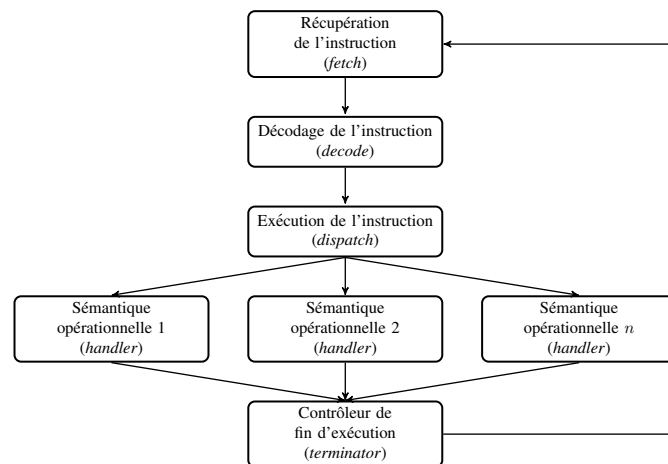 Récupération
de l'instruction
(fetch)
Décodage de l'instruction
(decode)
Exécution de l'instruction
(dispatch)
Sémantique
opérationnelle 1
(handler)
Sémantique
opérationnelle 2
(handler)
Sémantique
opérationnelle n
(handler)
Contrôleur de
fin d'exécution
(terminator)